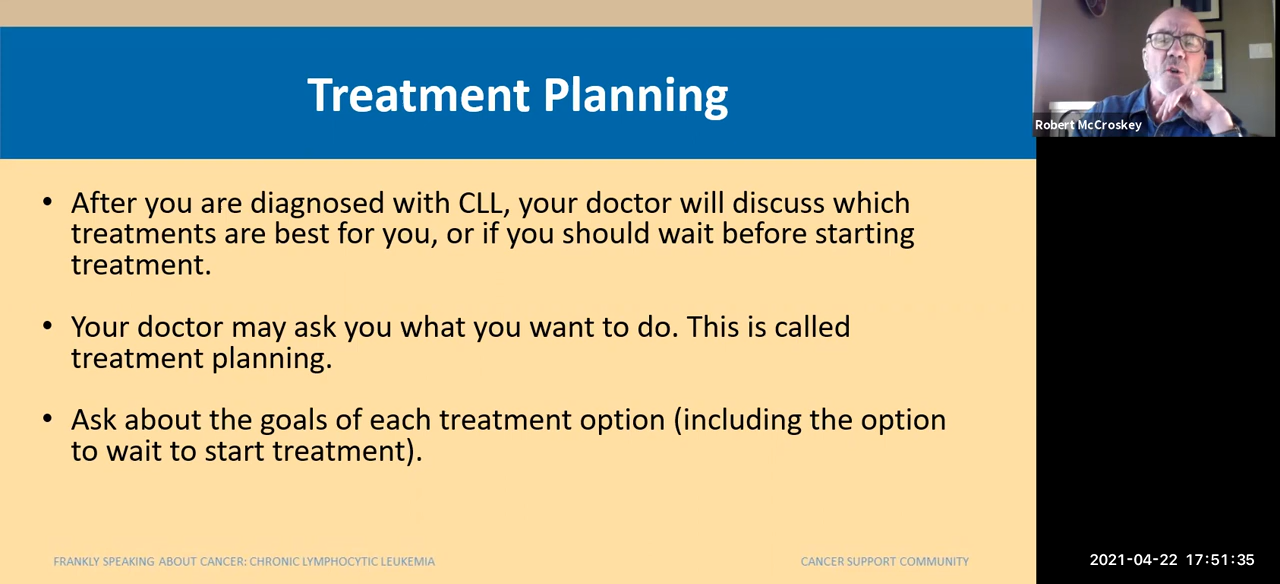 Treatment Planning
Robert McCroskey
• After you are diagnosed with CLL, your doctor will discuss which
treatments are best for you, or if you should wait before starting
treatment.
• Your doctor may ask you what you want to do. This is called
treatment planning.
• Ask about the goals of each treatment option (including the option
to wait to start treatment).
FRANKLY SPEAKING ABOUT CANCER: CHRONIC LYMPHOCYTIC LEUKEMIA
CANCER SUPPORT COMMUNITY
2021-04-22 17:51:35